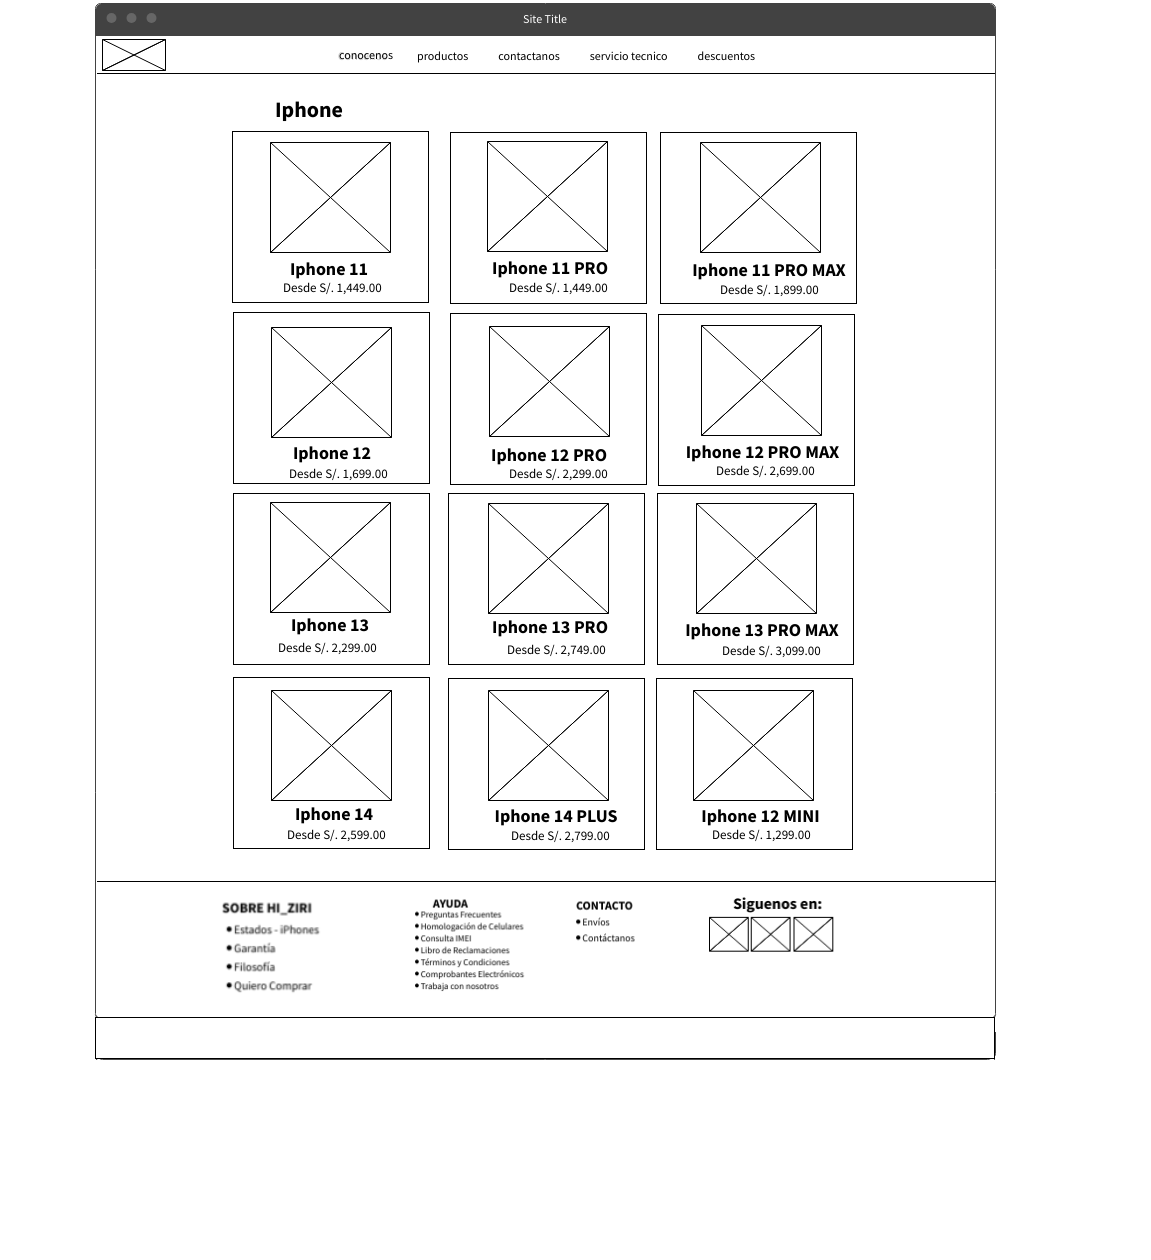 Site Title
conocenos productos contactanos servicio tecnico descuentos
Iphone
Iphone 11
Desde S/. 1,449.00
Iphone 11 PRO
Desde S/. 1,449.00
Iphone 11 PRO MAX
Desde S/. 1,899.00
Iphone 12
Desde S/. 1,699.00
Iphone 12 PRO
Desde S/. 2,299.00
Iphone 12 PRO MAX
Desde S/. 2,699.00
Iphone 13
Desde S/. 2,299.00
Iphone 13 PRO
Desde S/. 2,749.00
Iphone 13 PRO MAX
Desde S/. 3,099.00
Iphone 14
Desde S/. 2,599.00
Iphone 14 PLUS
Desde S/. 2,799.00
Iphone 12 MINI
Desde S/. 1,299.00
SOBRE HI_ZIRI
• Estados - iPhones
• Garantía
• Filosofía
• Quiero Comprar
AYUDA
• Preguntas Frecuentes
• Homologación de Celulares
• Consulta IMEI
• Libro de Reclamaciones
• Términos y Condiciones
• Comprobantes Electrónicos
• Trabaja con nosotros
CONTACTO
• Envíos
• Contáctanos
Siguenos en: